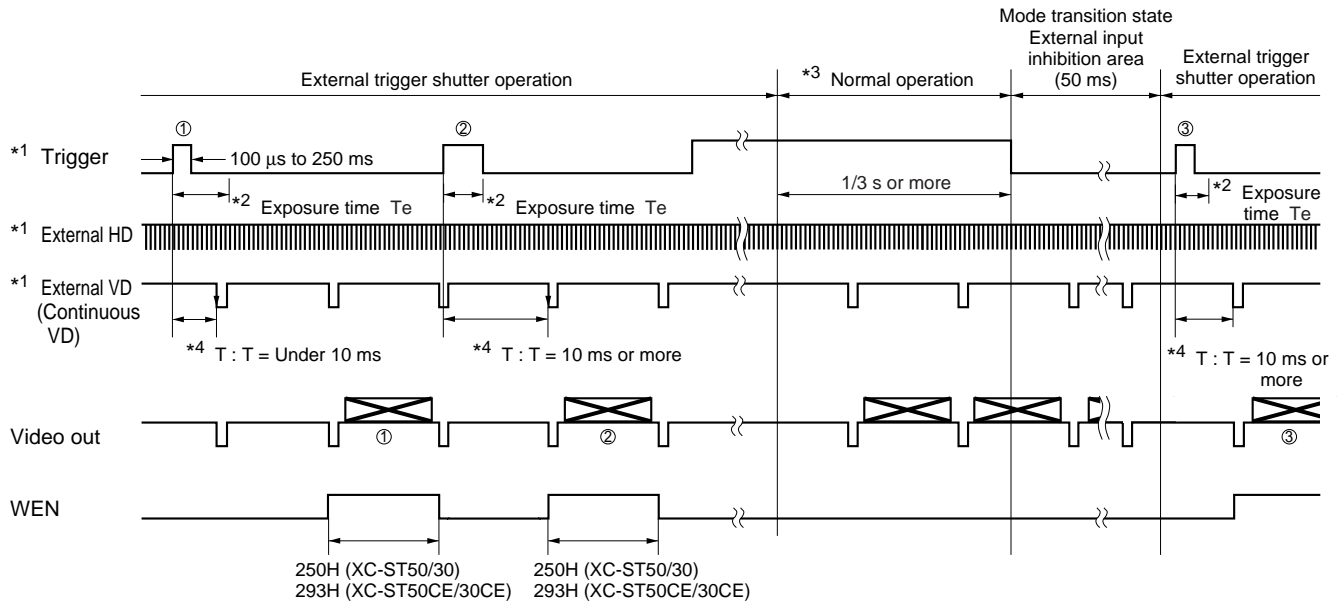 Mode transition state
External input
inhibition area
(50 ms)
External trigger
shutter operation
External trigger shutter operation
*3 Normal operation
① ② ③
*1 Trigger
100 µs to 250 ms
1/3 s or more
*2 Exposure time Te
*2 Exposure time Te
*2 Exposure
time Te
*1 External HD
*1 External VD
(Continuous
VD)
*4 T : T = Under 10 ms
*4 T : T = 10 ms or more
*4 T : T = 10 ms or
more
Video out
① ② ③
WEN
250H (XC-ST50/30)
293H (XC-ST50CE/30CE)
250H (XC-ST50/30)
293H (XC-ST50CE/30CE)